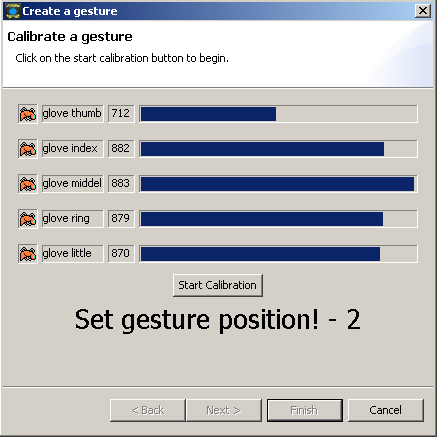 Create a gesture
Calibrate a gesture
Click on the start calibration button to begin.
glove thumb 712
glove index 882
glove middel 883
glove ring 879
glove little 870
Start Calibration
Set gesture position! - 2
< Back Next > Finish Cancel